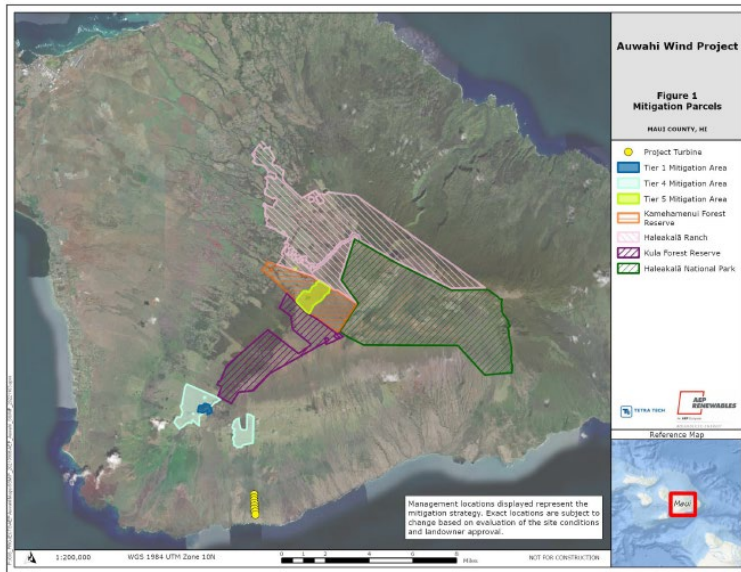 Auwahi Wind Project
Figure 1
Mitigation Parcels
MAUI COUNTY, HI
Project Turbine
Tier 1 Mitigation Area
Tier 4 Mitigation Area
Tier 5 Mitigation Area
Kamehamenui Forest
Reserve
Haleakalā Ranch
Kula Forest Reserve
Haleakalā National Park
TETRA TECH
AEP
RENEWABLES
Reference Map
Maui
Management locations displayed represent the
mitigation strategy. Exact locations are subject to
change based on evaluation of the site conditions
and landowner approval.
1:200,000
WGS 1984 UTM Zone 10N
0 1 2 4 6 8
Miles
NOT FOR CONSTRUCTION